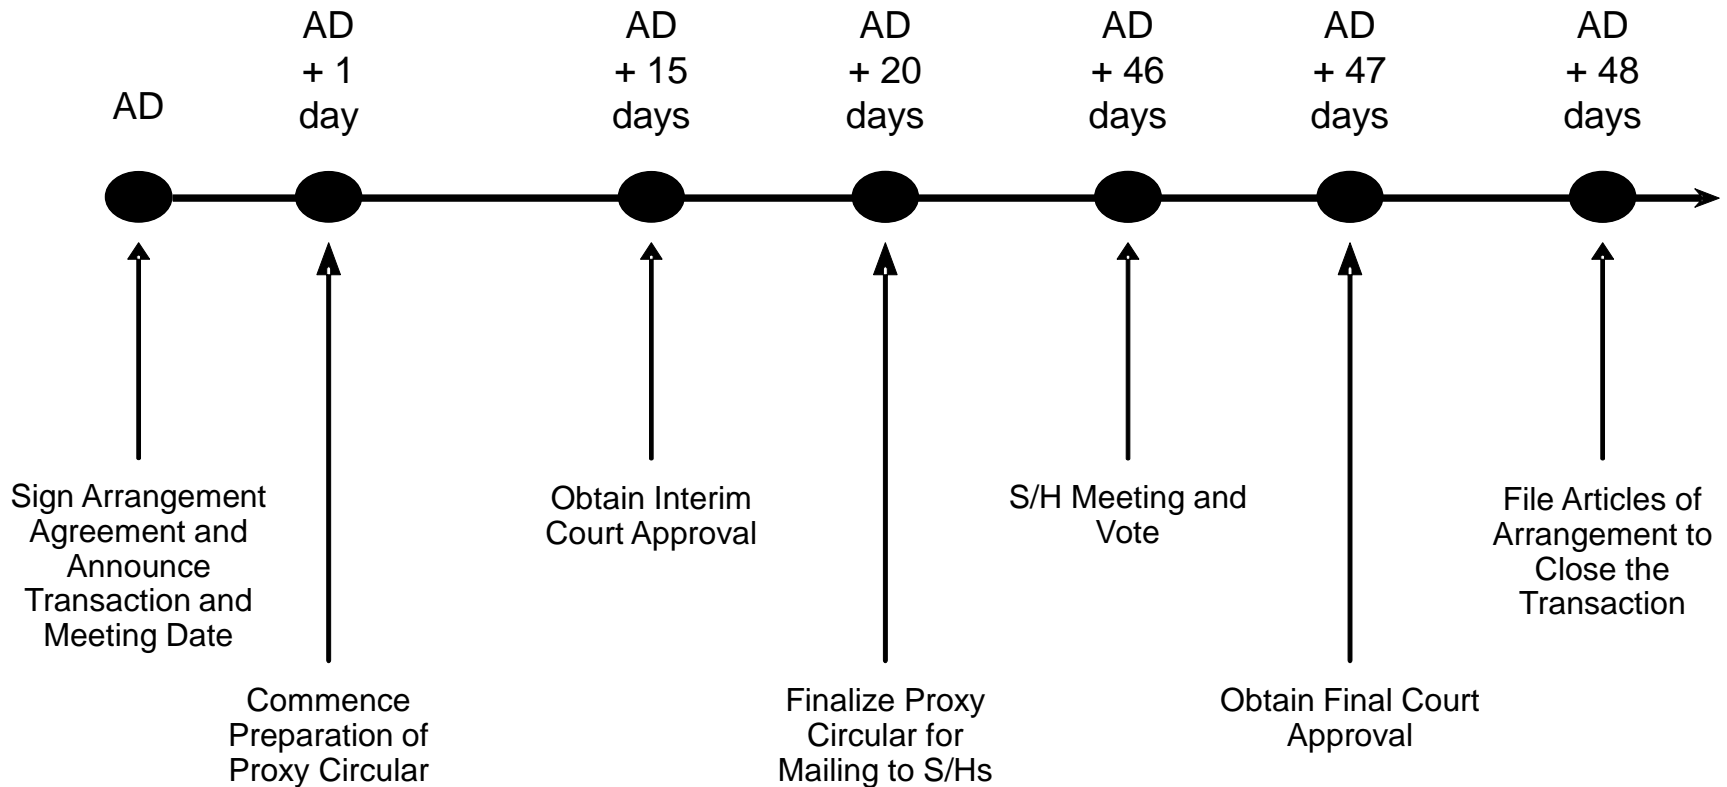 AD
AD
+ 1
day
AD
+ 15
days
AD
+ 20
days
AD
+ 46
days
AD
+ 47
days
AD
+ 48
days
Sign Arrangement
Agreement and
Announce
Transaction and
Meeting Date
Commence
Preparation of
Proxy Circular
Obtain Interim
Court Approval
Finalize Proxy
Circular for
Mailing to S/Hs
S/H Meeting and
Vote
Obtain Final Court
Approval
File Articles of
Arrangement to
Close the
Transaction